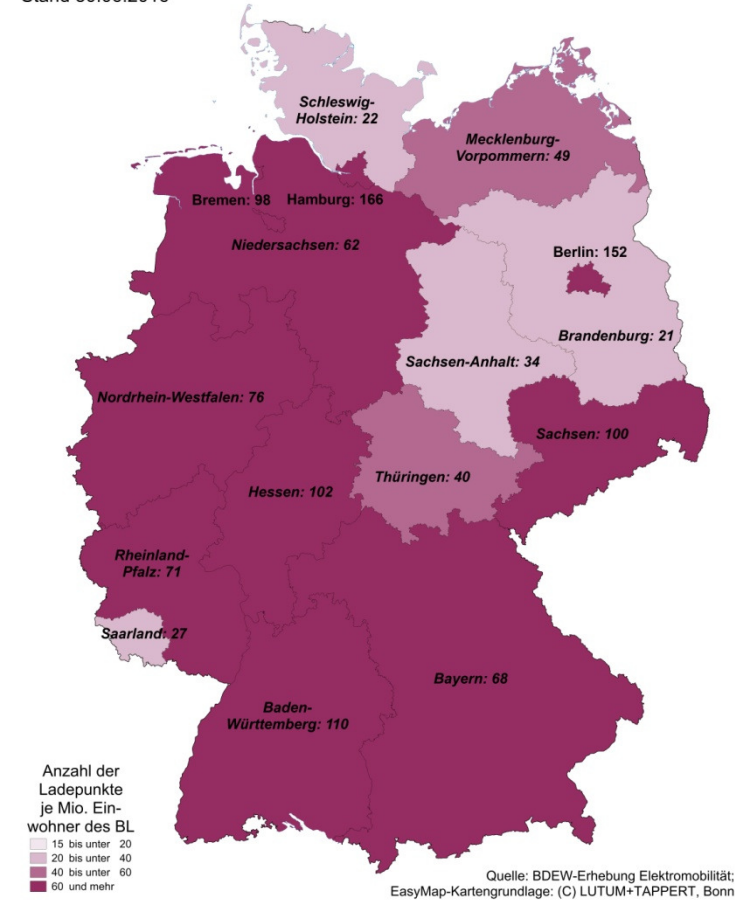 Schleswig-
Holstein: 22
Mecklenburg-
Vorpommern: 49
Bremen: 98 Hamburg: 166
Niedersachsen: 62
Berlin: 152
Brandenburg: 21
Sachsen-Anhalt: 34
Nordrhein-Westfalen: 76
Sachsen: 100
Thüringen: 40
Hessen: 102
Rheinland-
Pfalz: 71
Saarland: 27
Bayern: 68
Baden-
Württemberg: 110
Anzahl der
Ladepunkte
je Mio. Ein-
wohner des BL
15 bis unter 20
20 bis unter 40
40 bis unter 60
60 und mehr
Quelle: BDEW-Erhebung Elektromobilität;
EasyMap-Kartengrundlage: (C) LUTUM+TAPPERT, Bonn